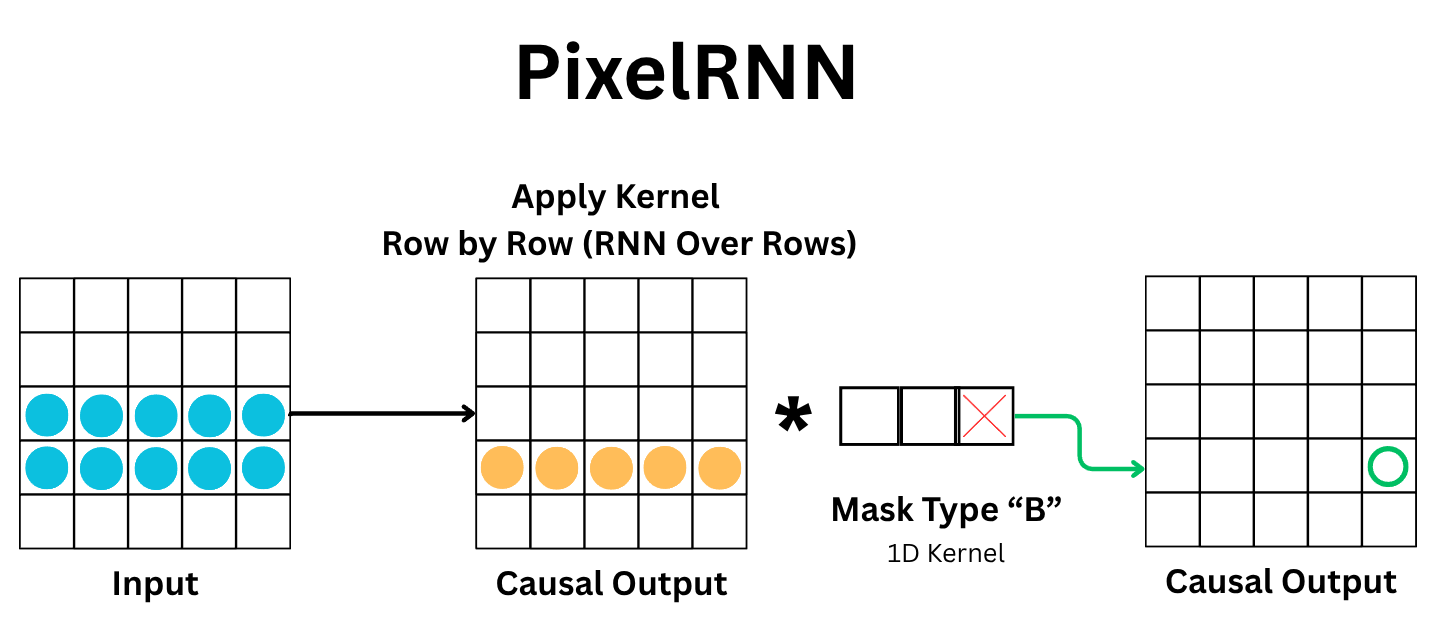 PixelRNN
Apply Kernel
Row by Row (RNN Over Rows)
*
Mask Type “B”
1D Kernel
Input
Causal Output
Causal Output